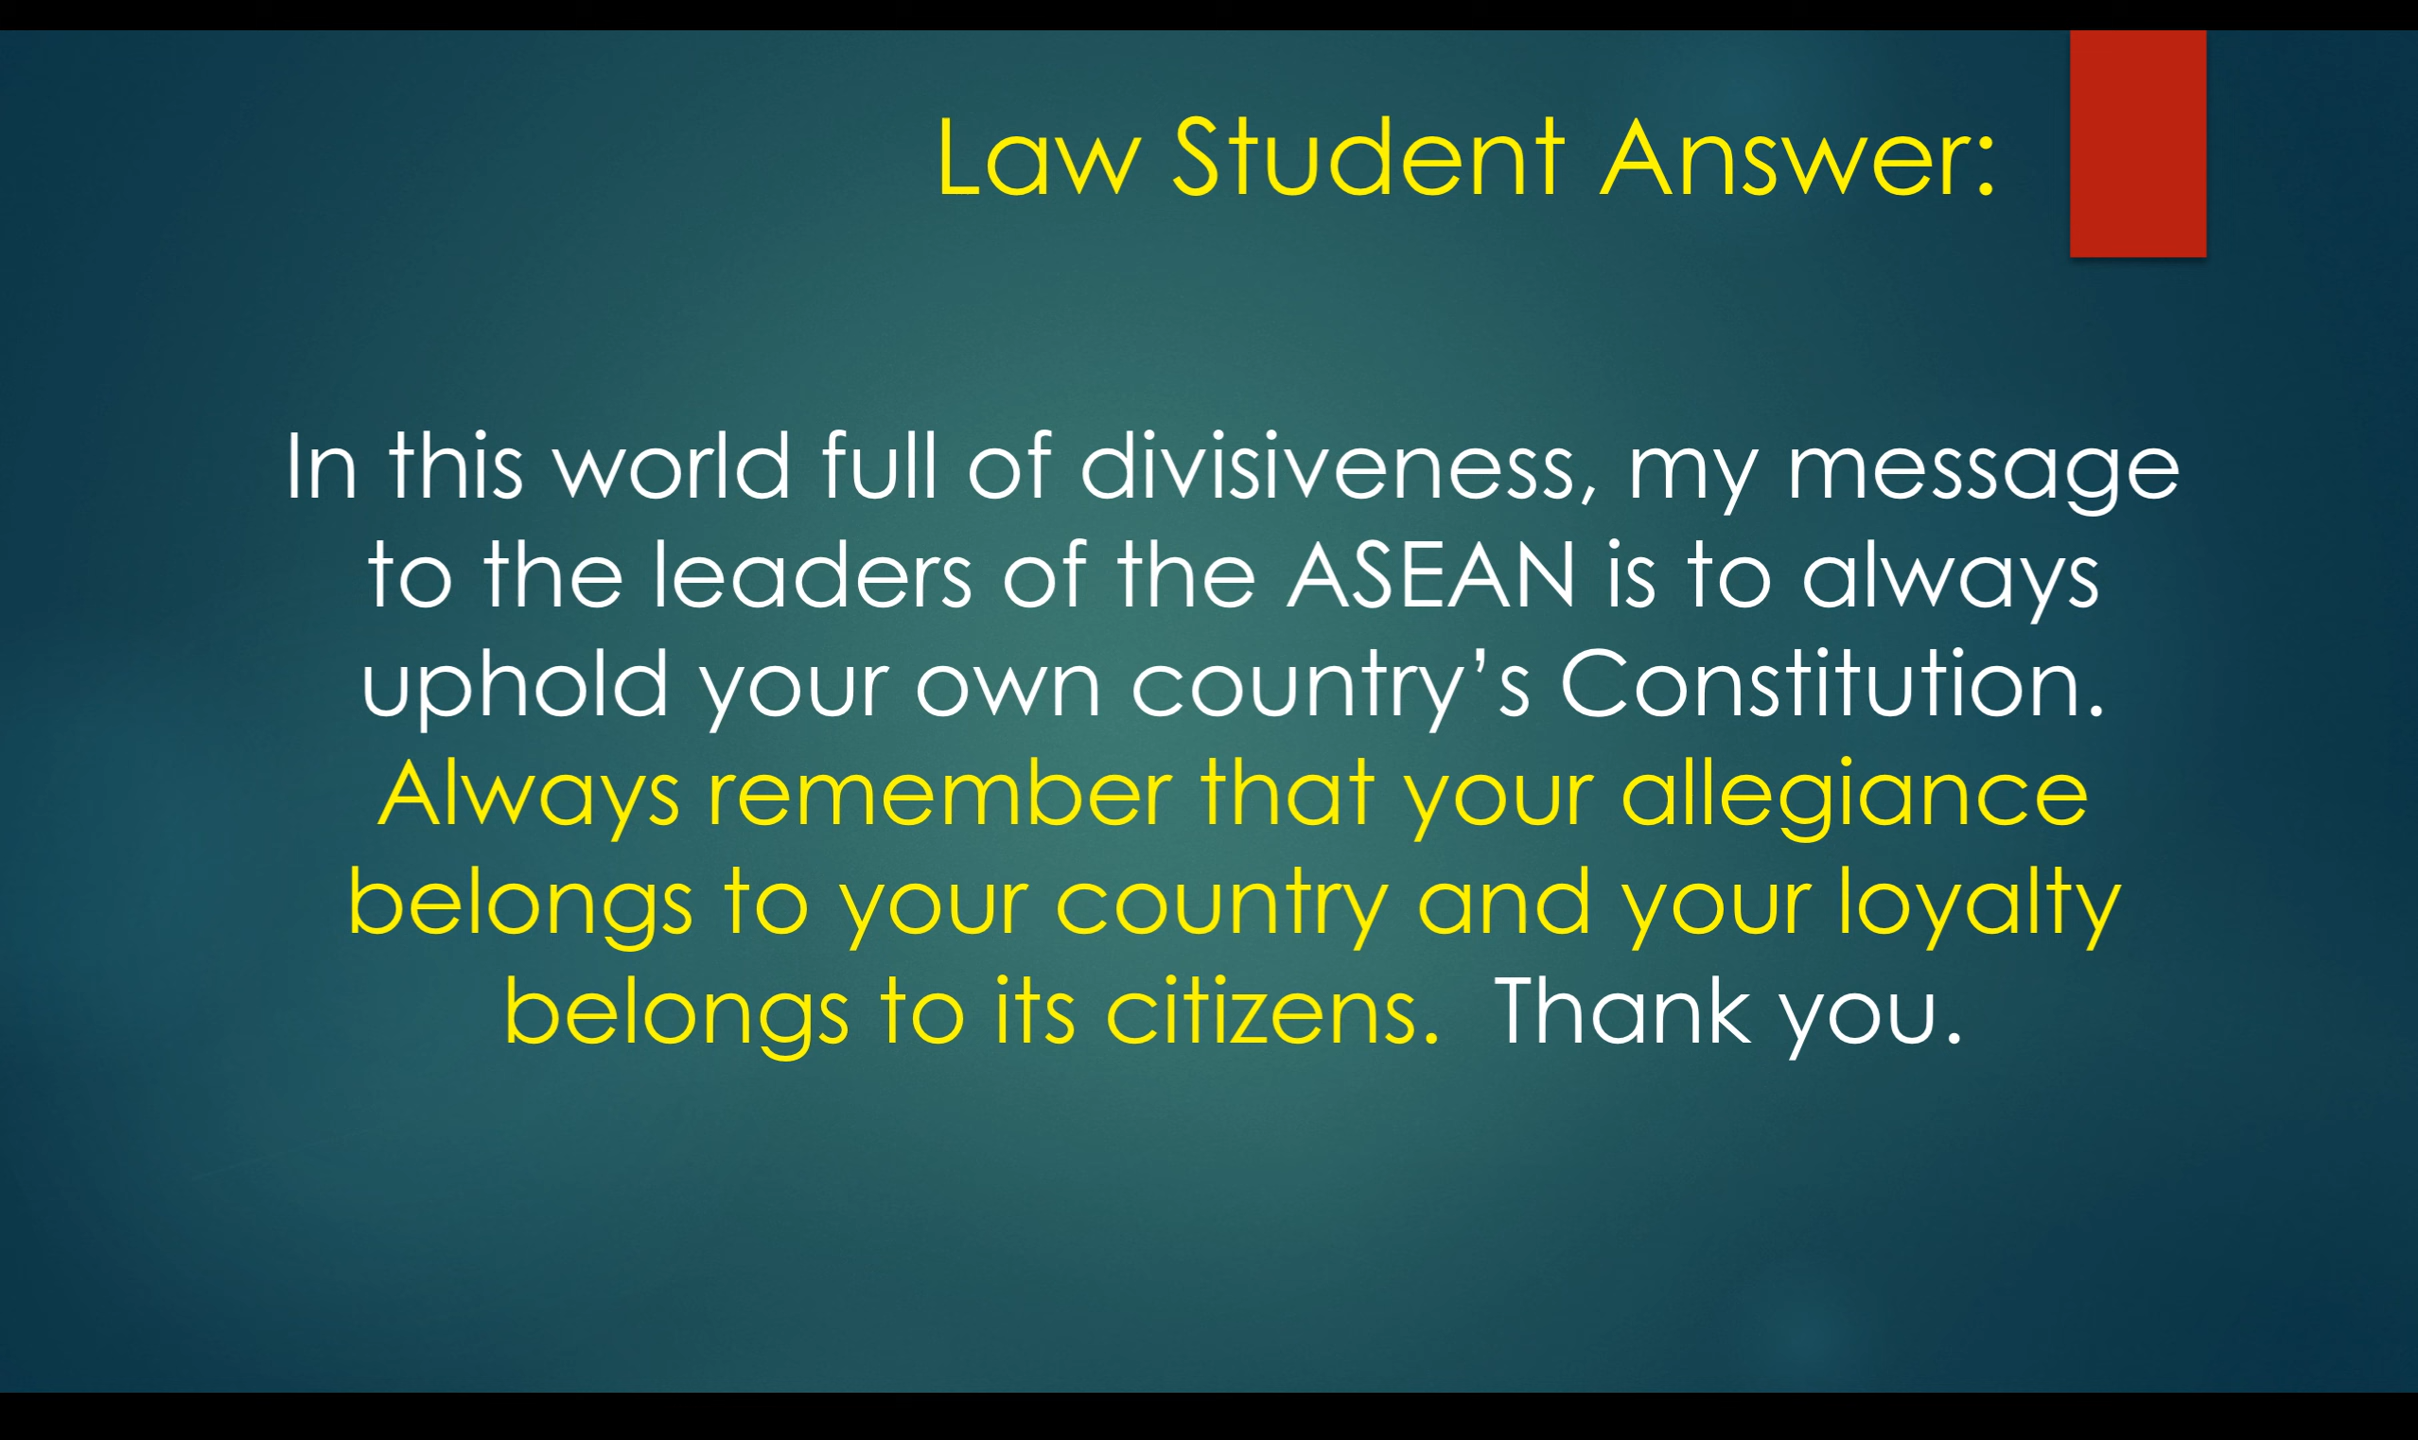 Law Student Answer:
In this world full of divisiveness, my message
to the leaders of the ASEAN is to always
uphold your own country’s Constitution.
Always remember that your allegiance
belongs to your country and your loyalty
belongs to its citizens.  Thank you.